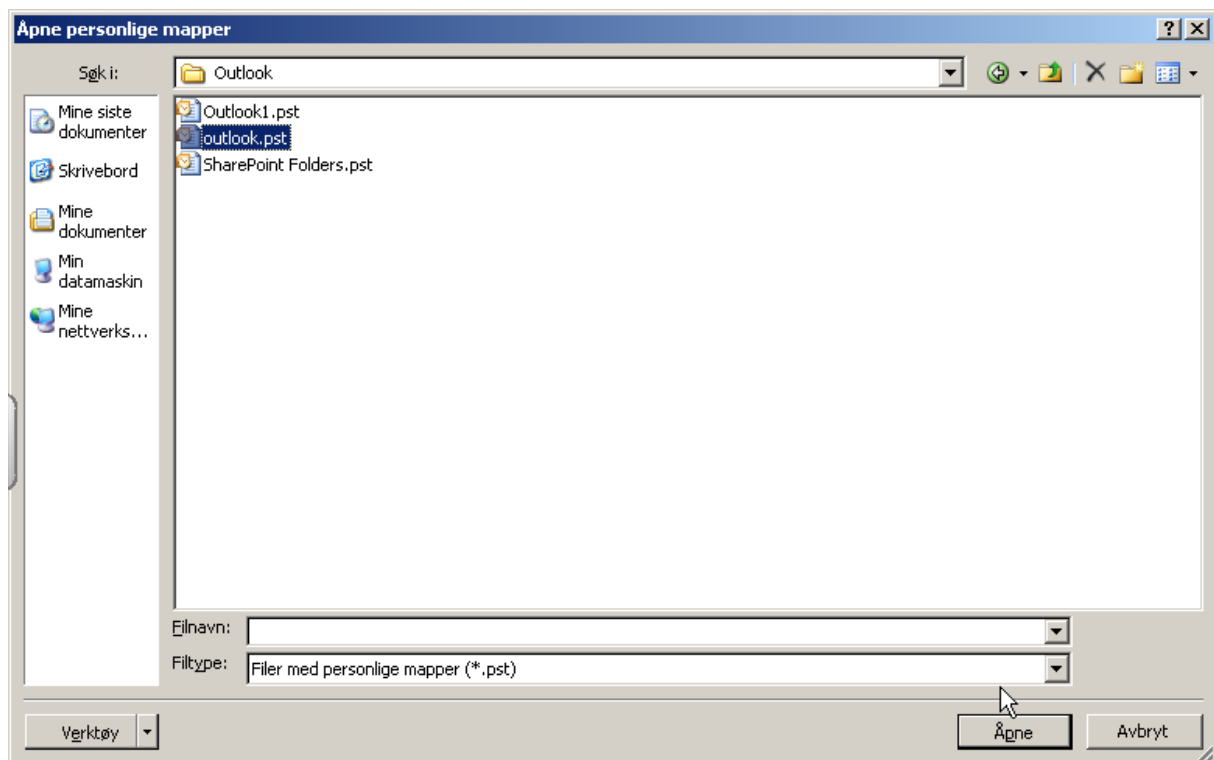 Åpne personlige mapper
Søk i:
Outlook
Mine siste
dokumenter
Skrivebord
Mine
dokumenter
Min
datamaskin
Mine
nettverks...
Outlook1.pst
outlook.pst
SharePoint Folders.pst
Filnavn:
Filtype:
Filer med personlige mapper (*.pst)
Verktøy
Åpne
Avbryt